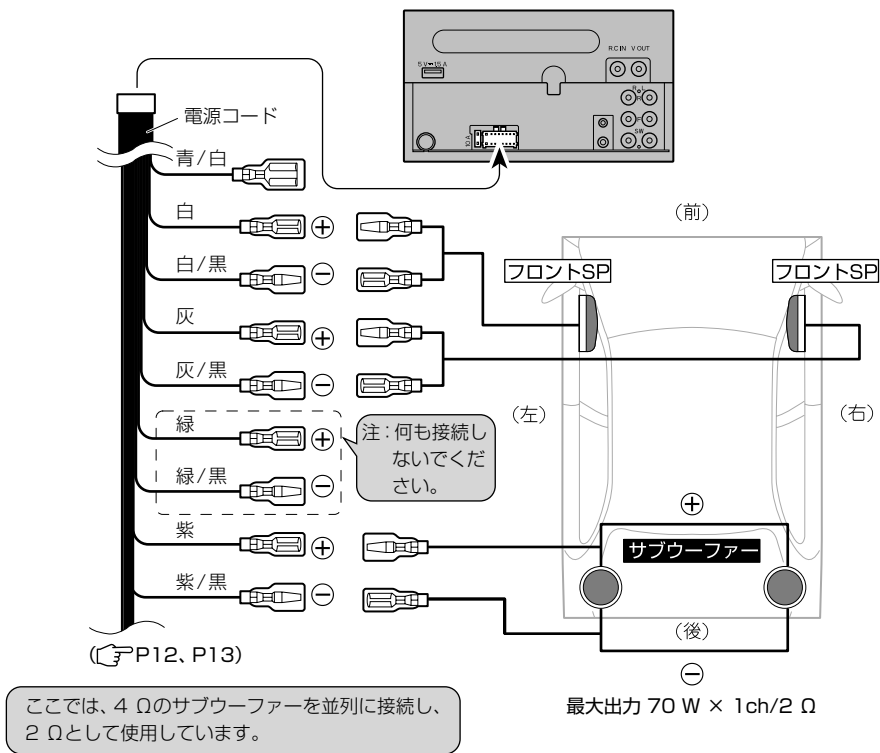 RC IN V OUT
5 V⎓1.5 A
R L
R
F
SW
10 A
電源コード
青/白
白
⊕
白/黒
⊖
灰
⊕
灰/黒
⊖
緑
⊕
緑/黒
⊖
注:何も接続し
ないでくだ
さい。
紫
⊕
紫/黒
⊖
(前)
フロントSP
フロントSP
(左)
(右)
⊕
サブウーファー
(後)
⊖
(☞P12、P13)
最大出力 70 W × 1ch/2 Ω
ここでは、4 Ωのサブウーファーを並列に接続し、
2 Ωとして使用しています。